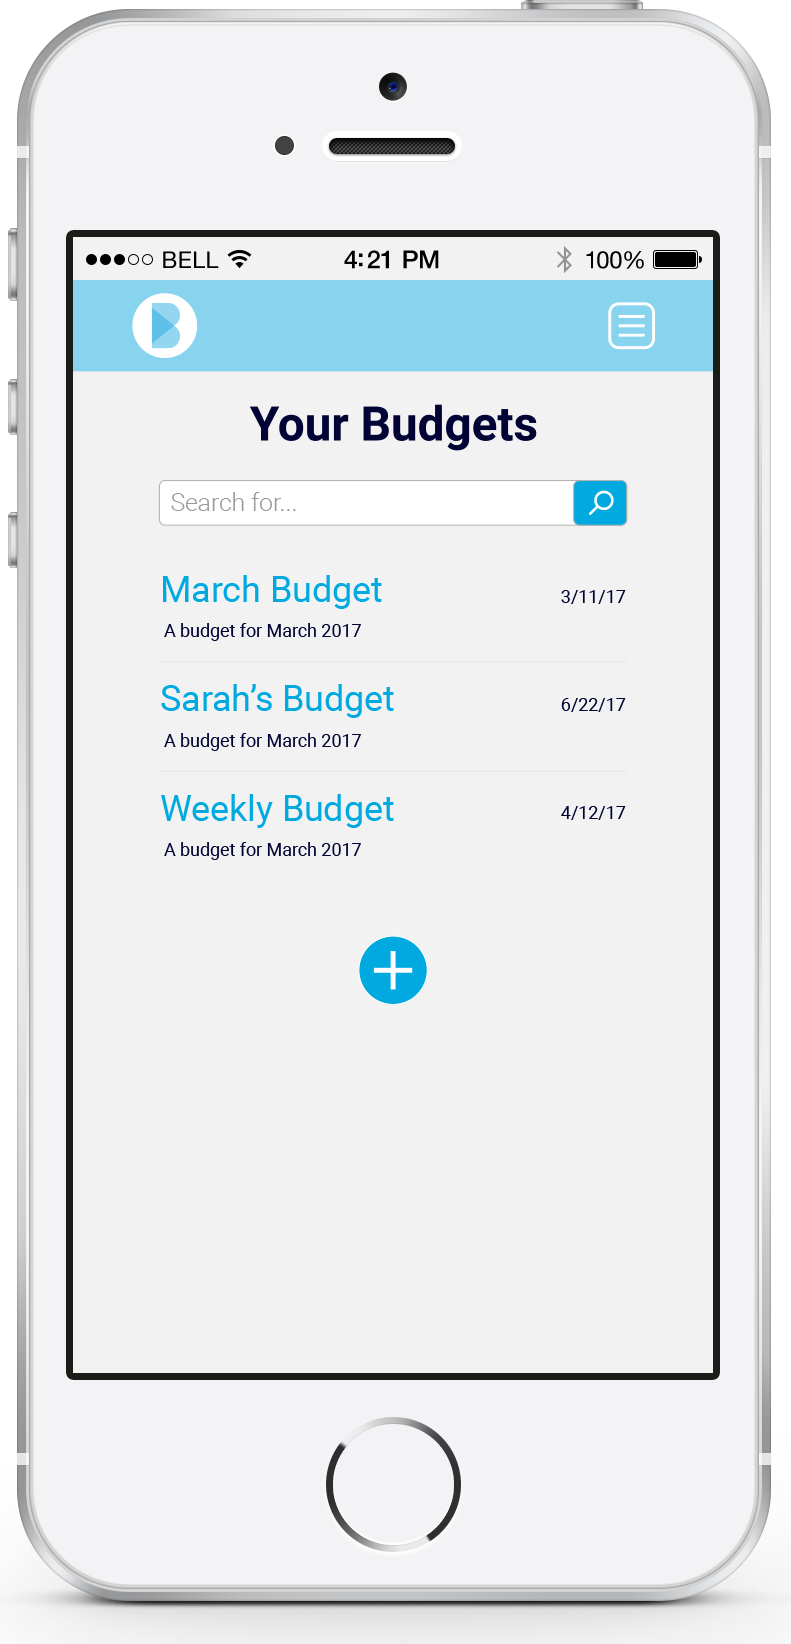 BELL 4:21 PM 100%
B
Your Budgets
Search for...
March Budget 3/11/17
A budget for March 2017
Sarah's Budget 6/22/17
A budget for March 2017
Weekly Budget 4/12/17
A budget for March 2017